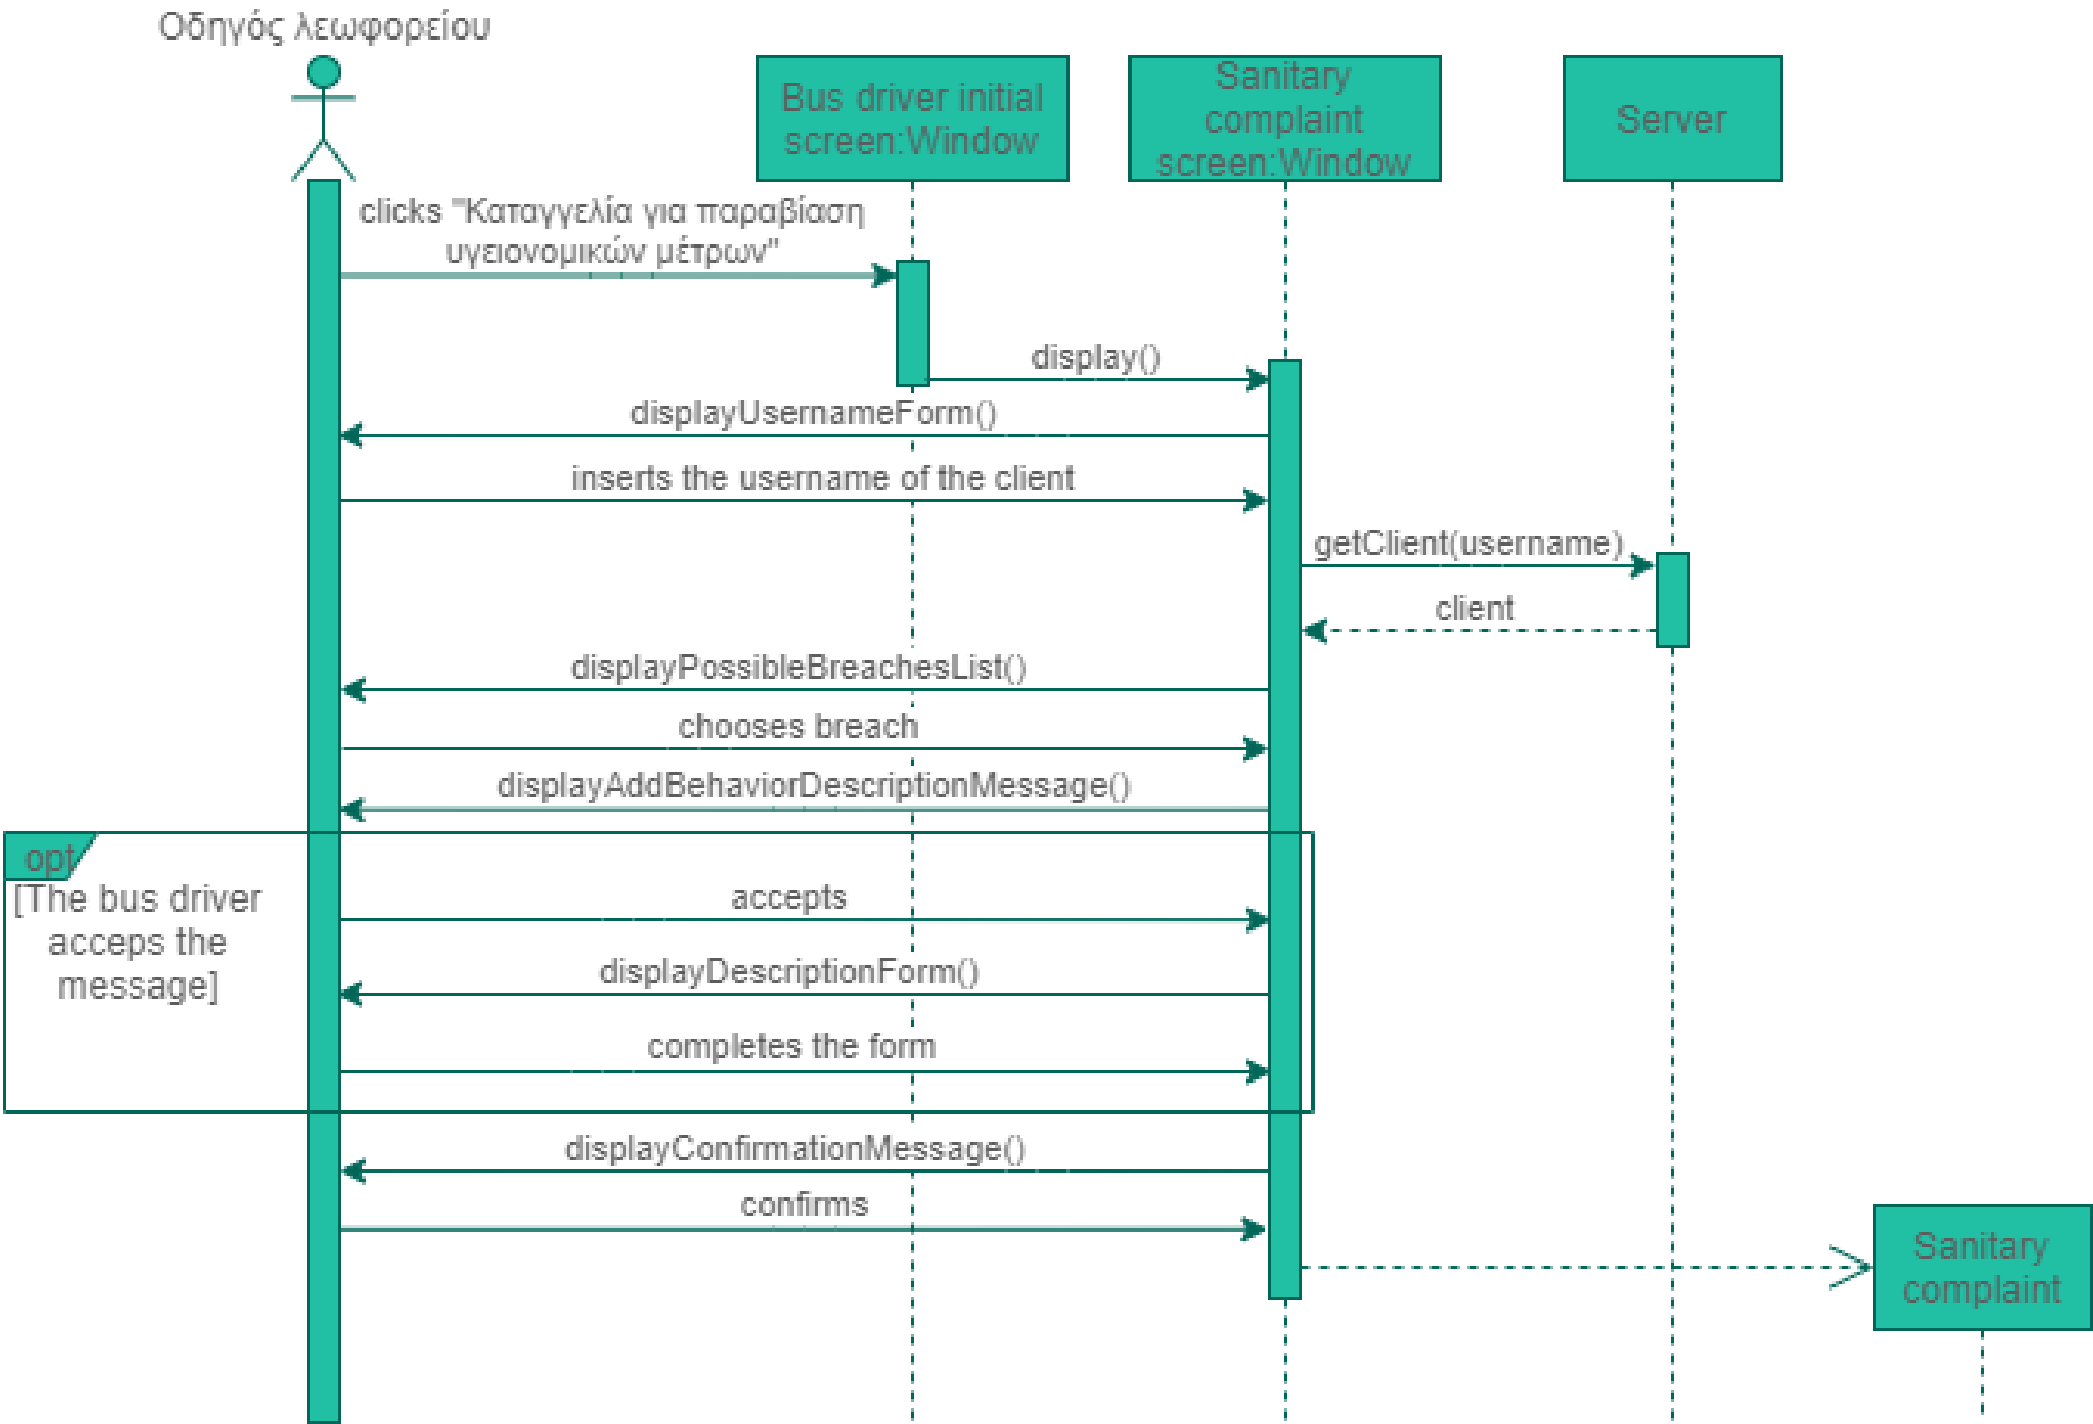 Οδηγός λεωφορείου
Bus driver initial
screen:Window
Sanitary
complaint
screen:Window
Server
clicks "Καταγγελία για παραβίαση
υγειονομικών μέτρων"
display()
displayUsernameForm()
inserts the username of the client
getClient(username)
client
displayPossibleBreachesList()
chooses breach
displayAddBehaviorDescriptionMessage()
opt
[The bus driver
acceps the
message]
accepts
displayDescriptionForm()
completes the form
displayConfirmationMessage()
confirms
Sanitary
complaint